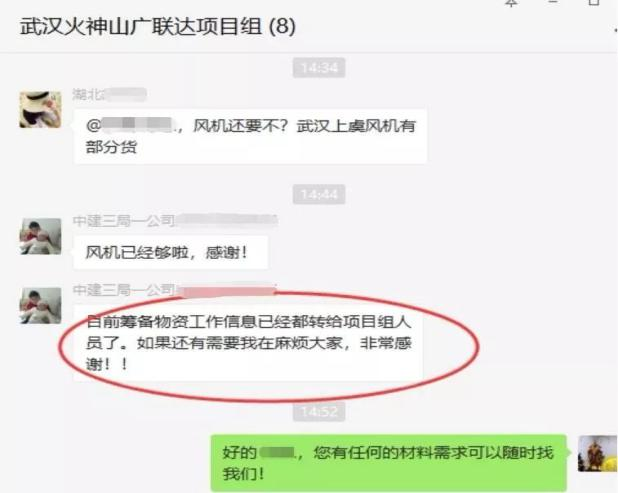 武汉火神山广联达项目组 (8)
14:34
湖北
@，风机还要不？武汉上虞风机有
部分货
14:44
中建三局一公司
风机已经够啦，感谢！
中建三局一公司
目前筹备物资工作信息已经都转给项目组人
员了。如果还有需要我在麻烦大家，非常感
谢！！
14:52
好的，您有任何的材料需求可以随时找
我们！